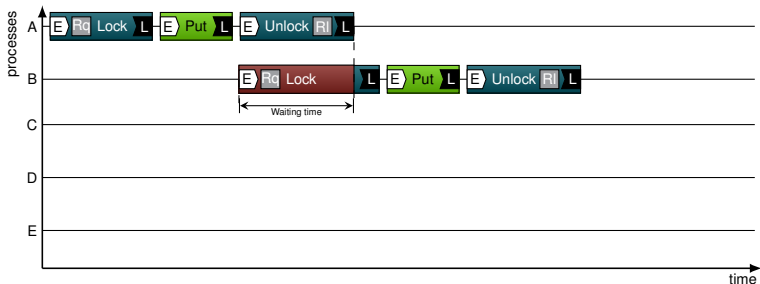 processes
A E Rq Lock L E Put L E Unlock Rl L
B E Rq Lock L E Put L E Unlock Rl L
Waiting time
C
D
E
time